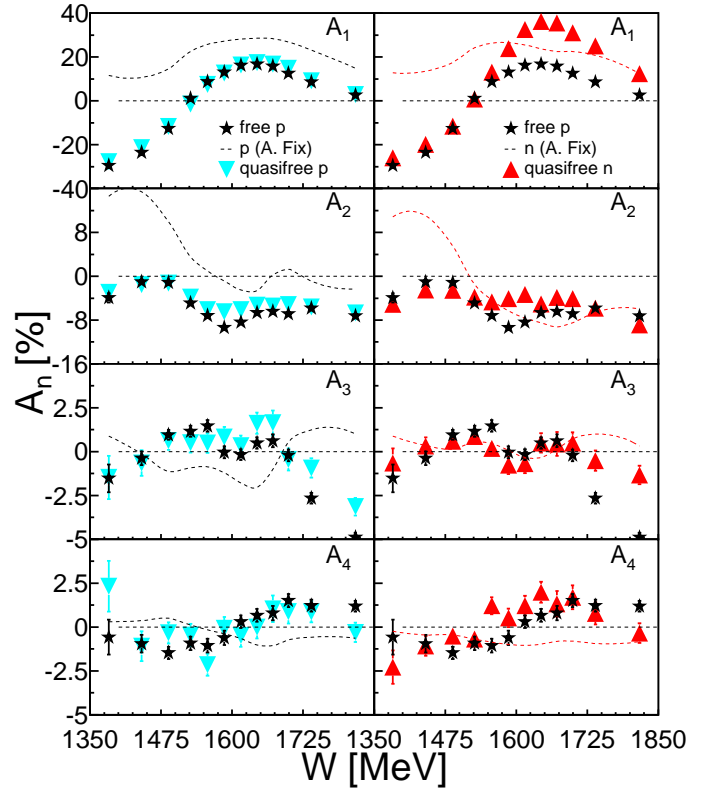 40
20
0
-20
-40
A1
A1
free p
p (A. Fix)
quasifree p
free p
n (A. Fix)
quasifree n
A2
A2
0
-8
-16
A3
A3
2.5
0
-2.5
-5
A4
A4
2.5
0
-2.5
-5
An [%]
1350 1475 1600 1725 1350 1475 1600 1725 1850
W [MeV]